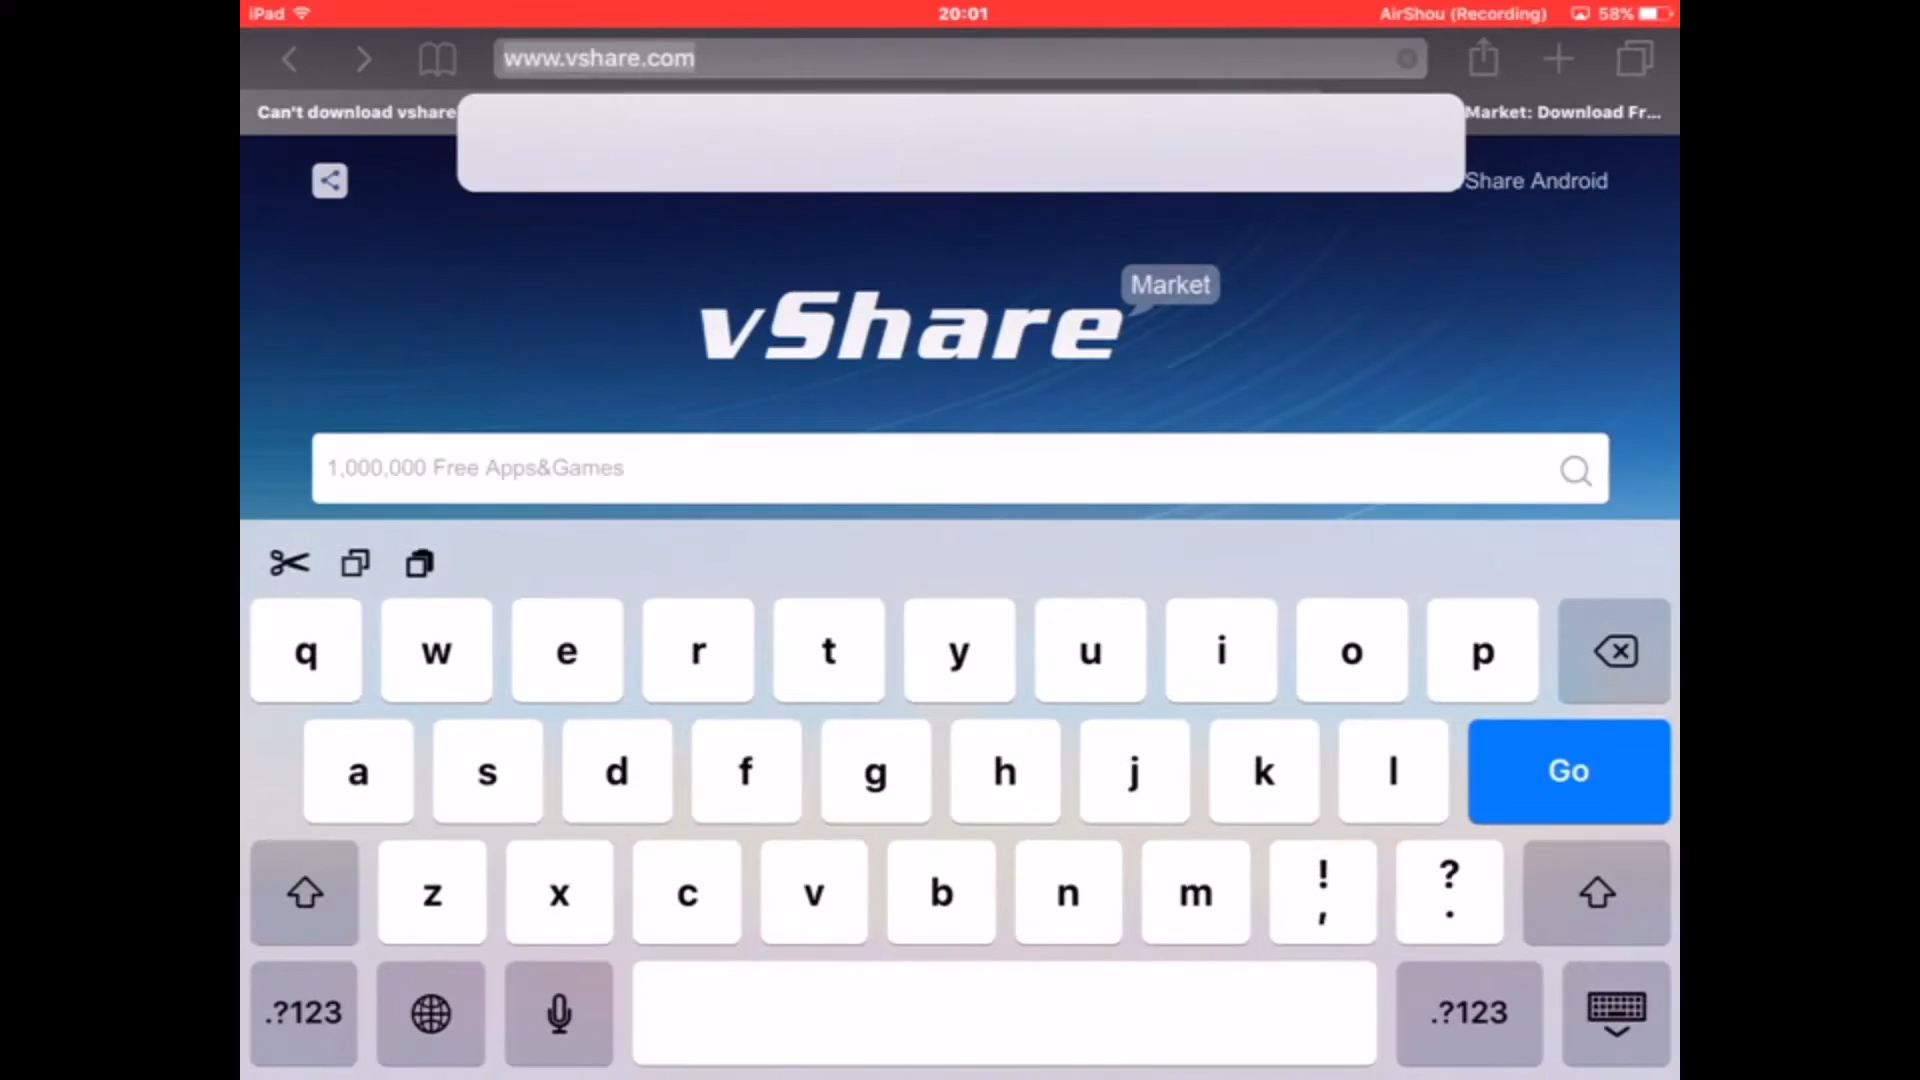 iPad 20:01 AirShou (Recording) 58%
www.vshare.com
Can't download vshare Market: Download Fr...
Share Android
Market
vShare
1,000,000 Free Apps&Games
q w e r t y u i o p
a s d f g h j k l Go
z x c v b n m ! , ? .
.?123 .?123